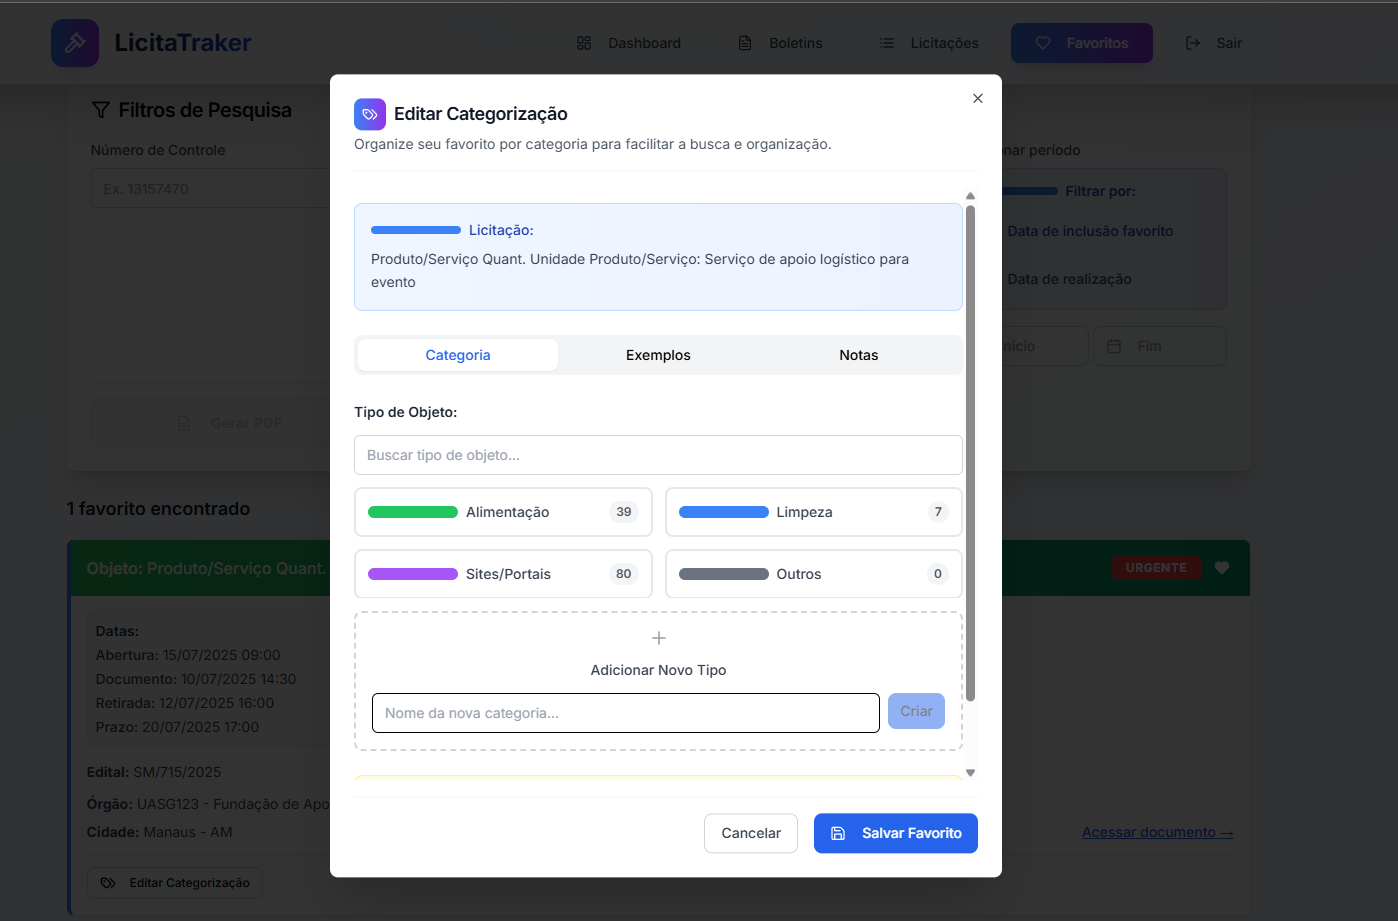 LicitaTraker
Dashboard
Boletins
Licitações
Favoritos
Sair
Filtros de Pesquisa
Número de Controle
Ex. 13157470
Gerar PDF
período
Filtrar por:
Data de inclusão favorito
Data de realização
Fim
Editar Categorização
Organize seu favorito por categoria para facilitar a busca e organização.
Licitação:
Produto/Serviço Quant. Unidade Produto/Serviço: Serviço de apoio logístico para
evento
Categoria
Exemplos
Notas
Tipo de Objeto:
Buscar tipo de objeto...
Alimentação 39
Limpeza 7
Sites/Portais 80
Outros 0
Adicionar Novo Tipo
Nome da nova categoria...
Criar
Cancelar
Salvar Favorito
1 favorito encontrado
Objeto: Produto/Serviço Quant.
URGENTE
Datas:
Abertura: 15/07/2025 09:00
Documento: 10/07/2025 14:30
Retirada: 12/07/2025 16:00
Prazo: 20/07/2025 17:00
Edital: SM/715/2025
Órgão: UASG123 - Fundação de Apo
Cidade: Manaus - AM
Acessar documento →
Editar Categorização